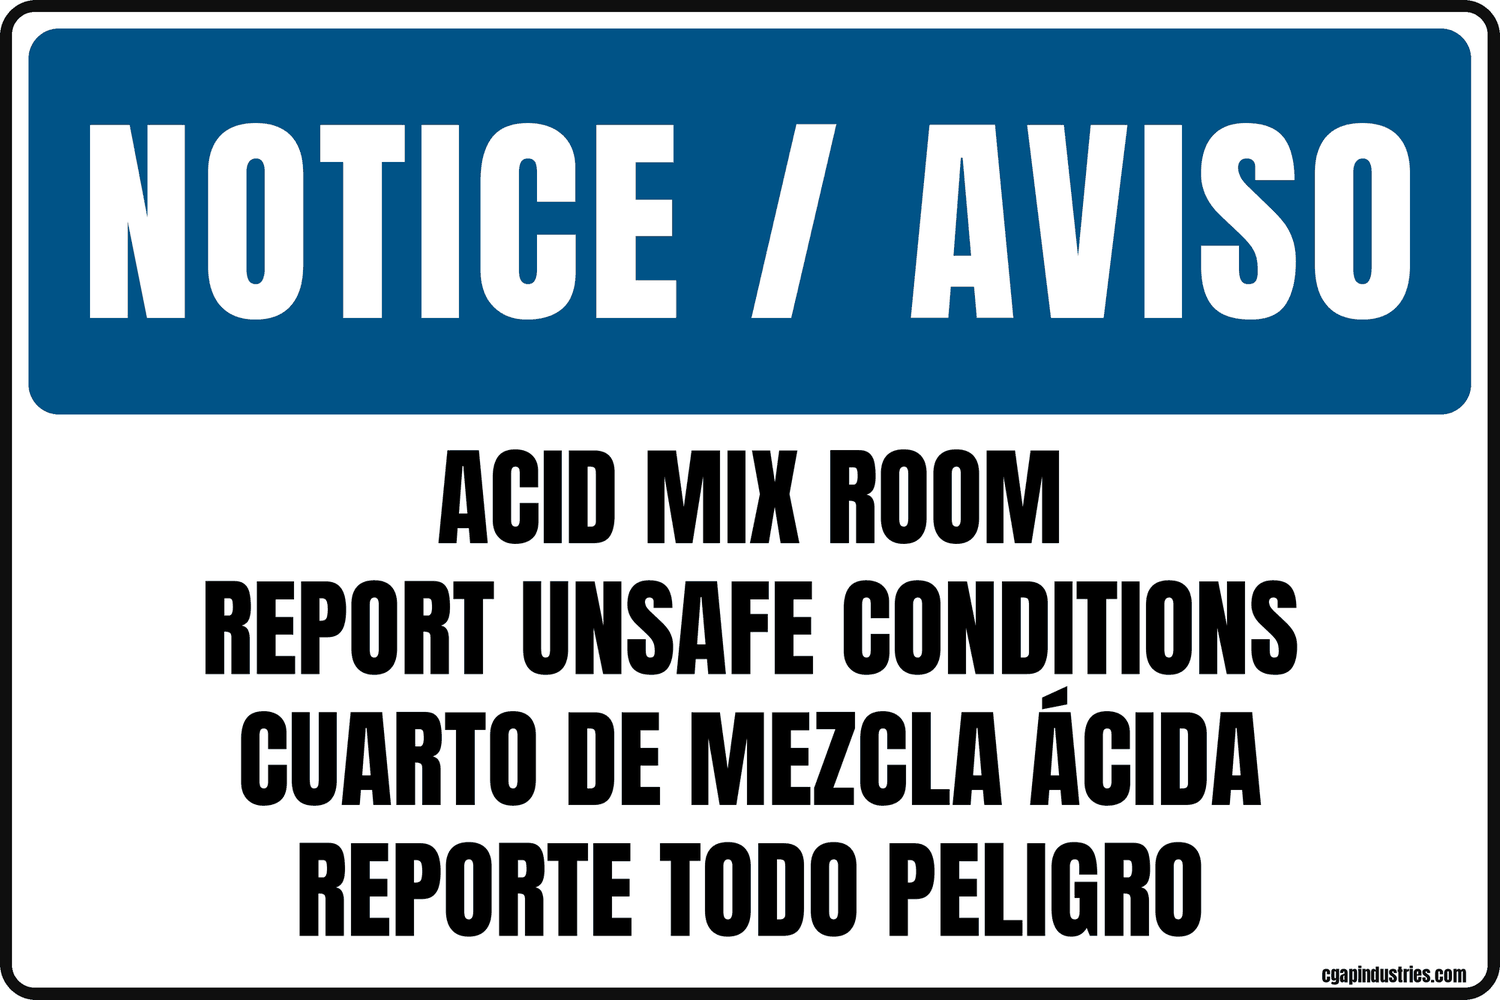 NOTICE / AVISO
ACID MIX ROOM
REPORT UNSAFE CONDITIONS
CUARTO DE MEZCLA ÁCIDA
REPORTE TODO PELIGRO
cgapindustries.com